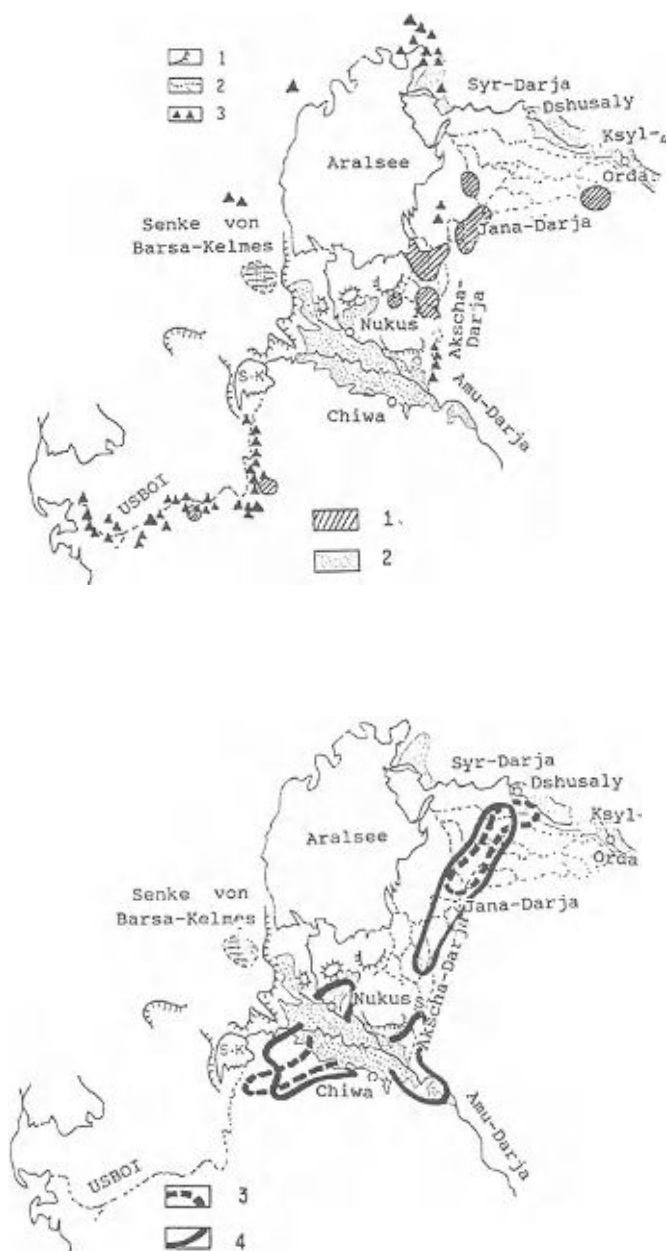 1
2
3
Syr-Darja
Dshusaly
Ksyl-
Orda
Aralsee
Senke von
Barsa-Kelmes
Jana-Darja
Akscha-
Darja
Nukus
Amu-Darja
S-K
Chiwa
USBOI
1.
2
Syr-Darja
Dshusaly
Ksyl-
Orda
Aralsee
Senke von
Barsa-Kelmes
Jana-Darja
Akscha-Darja
Nukus
S-K
Chiwa
Amu-Darja
USBOI
3
4